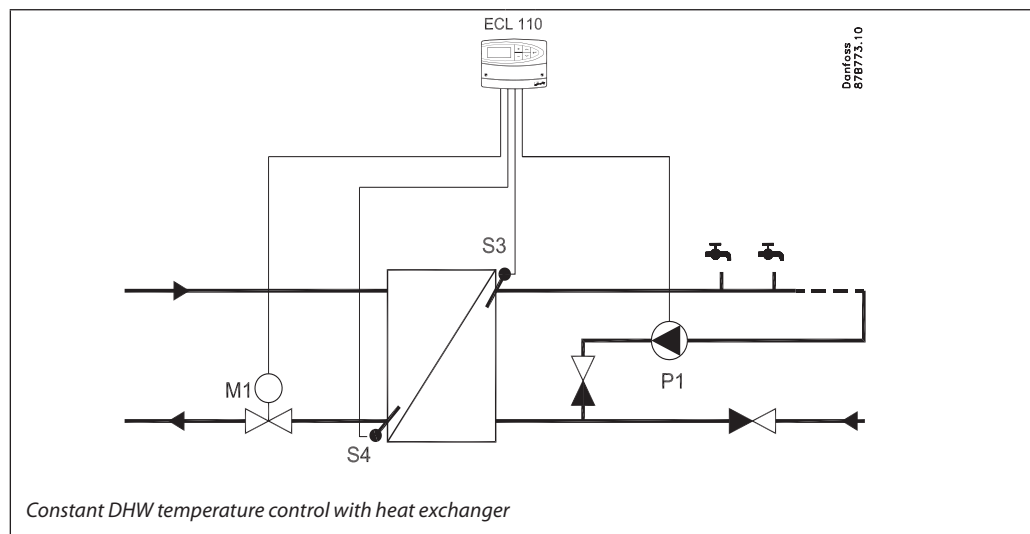 ECL 110
Danfoss
87B773.10
S3
M1
P1
S4
Constant DHW temperature control with heat exchanger